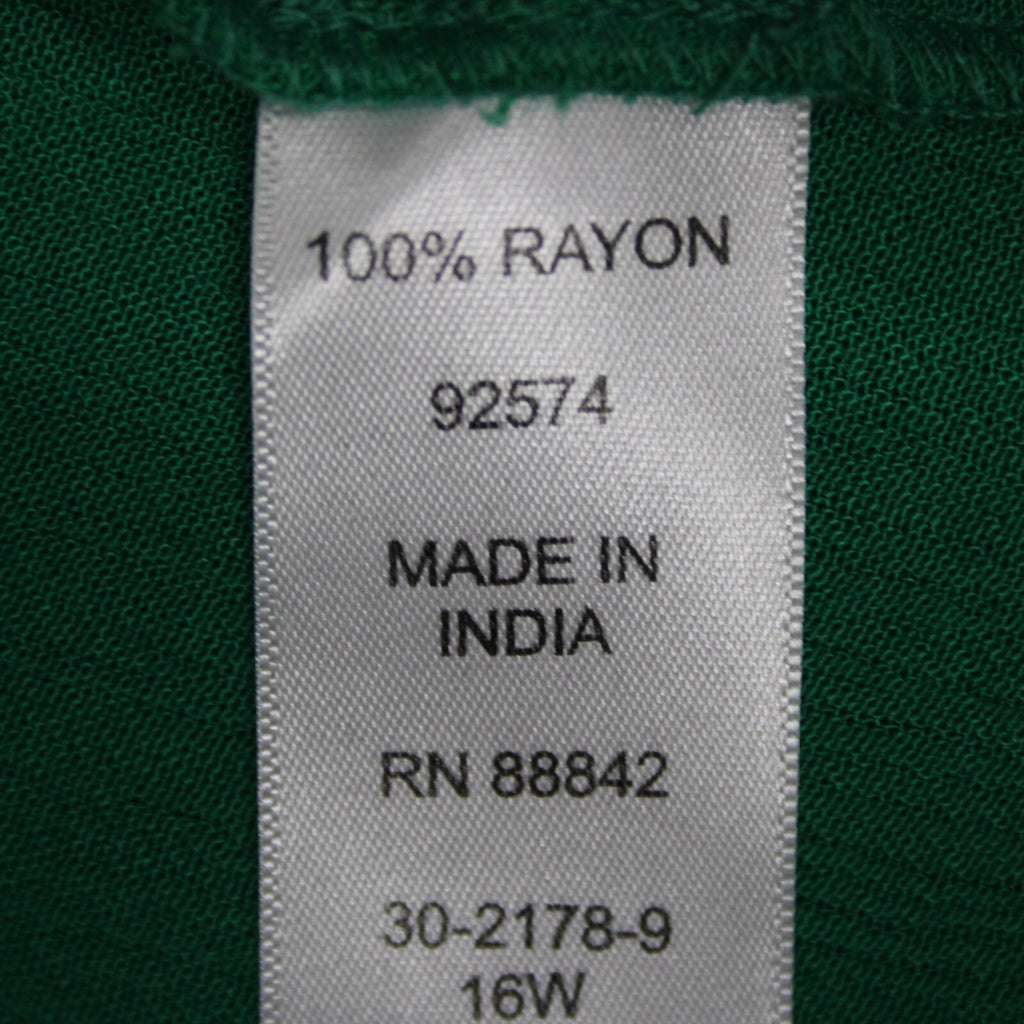 100% RAYON
92574
MADE IN
INDIA
RN 88842
30-2178-9
16W